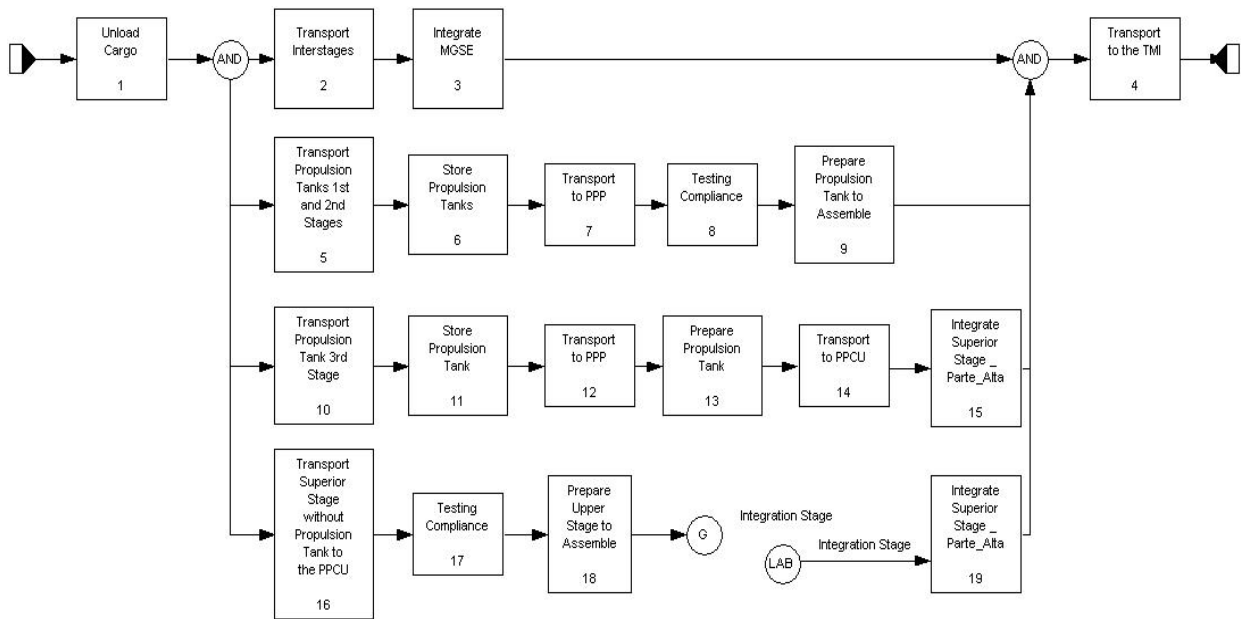 Unload
Cargo
1
AND
Transport
Interstages
2
Integrate
MGSE
3
AND
Transport
to the TMI
4
Transport
Propulsion
Tanks 1st
and 2nd
Stages
5
Store
Propulsion
Tanks
6
Transport
to PPP
7
Testing
Compliance
8
Prepare
Propulsion
Tank to
Assemble
9
Transport
Propulsion
Tank 3rd
Stage
10
Store
Propulsion
Tank
11
Transport
to PPP
12
Prepare
Propulsion
Tank
13
Transport
to PPCU
14
Integrate
Superior
Stage _
Parte_Alta
15
Transport
Superior
Stage
without
Propulsion
Tank to
the PPCU
16
Testing
Compliance
17
Prepare
Upper
Stage to
Assemble
18
G
Integration Stage
LAB
Integration Stage
Integrate
Superior
Stage _
Parte_Alta
19